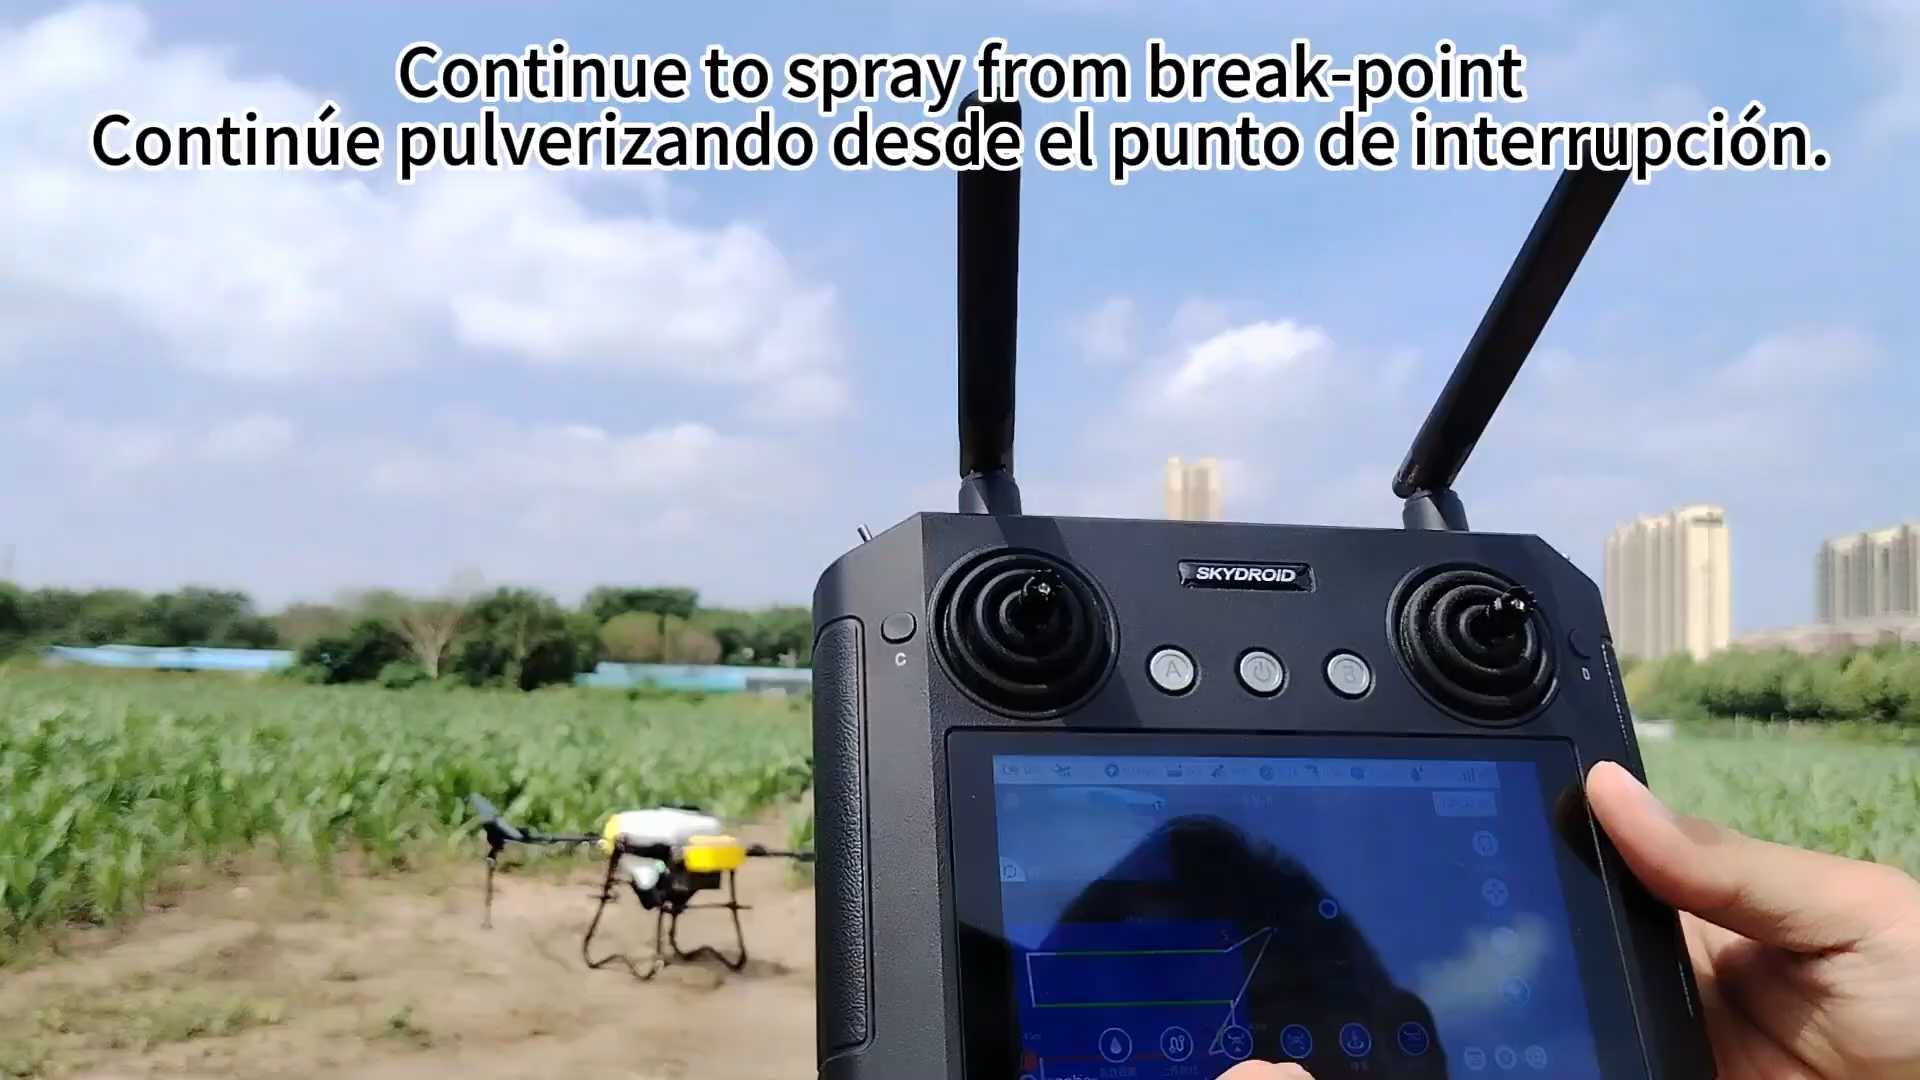 Continue to spray from break-point
Continúe pulverizando desde el punto de interrupción.
SKYDROID
C
A
B
D